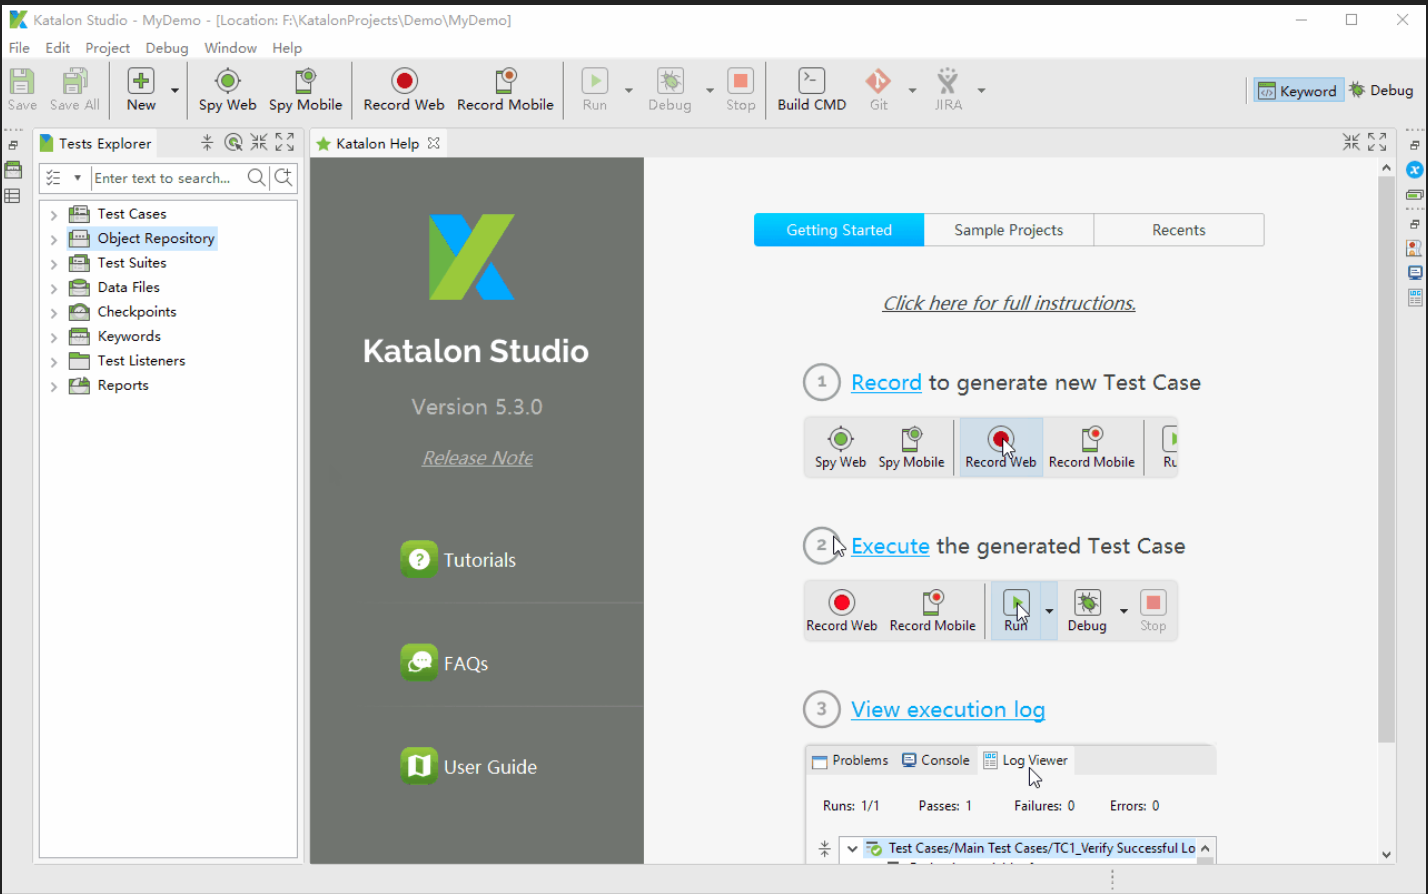 Katalon Studio - MyDemo - [Location: F:\KatalonProjects\Demo\MyDemo]
File Edit Project Debug Window Help
Save Save All New Spy Web Spy Mobile Record Web Record Mobile Run Debug Stop Build CMD Git JIRA Keyword Debug
Tests Explorer
Katalon Help
Enter text to search...
Test Cases
Object Repository
Test Suites
Data Files
Checkpoints
Keywords
Test Listeners
Reports
Katalon Studio
Version 5.3.0
Release Note
Tutorials
FAQs
User Guide
Getting Started Sample Projects Recents
Click here for full instructions.
1 Record to generate new Test Case
Spy Web Spy Mobile Record Web Record Mobile Ru
2 Execute the generated Test Case
Record Web Record Mobile Run Debug Stop
3 View execution log
Problems Console Log Viewer
Runs: 1/1 Passes: 1 Failures: 0 Errors: 0
Test Cases/Main Test Cases/TC1_Verify Successful Lo